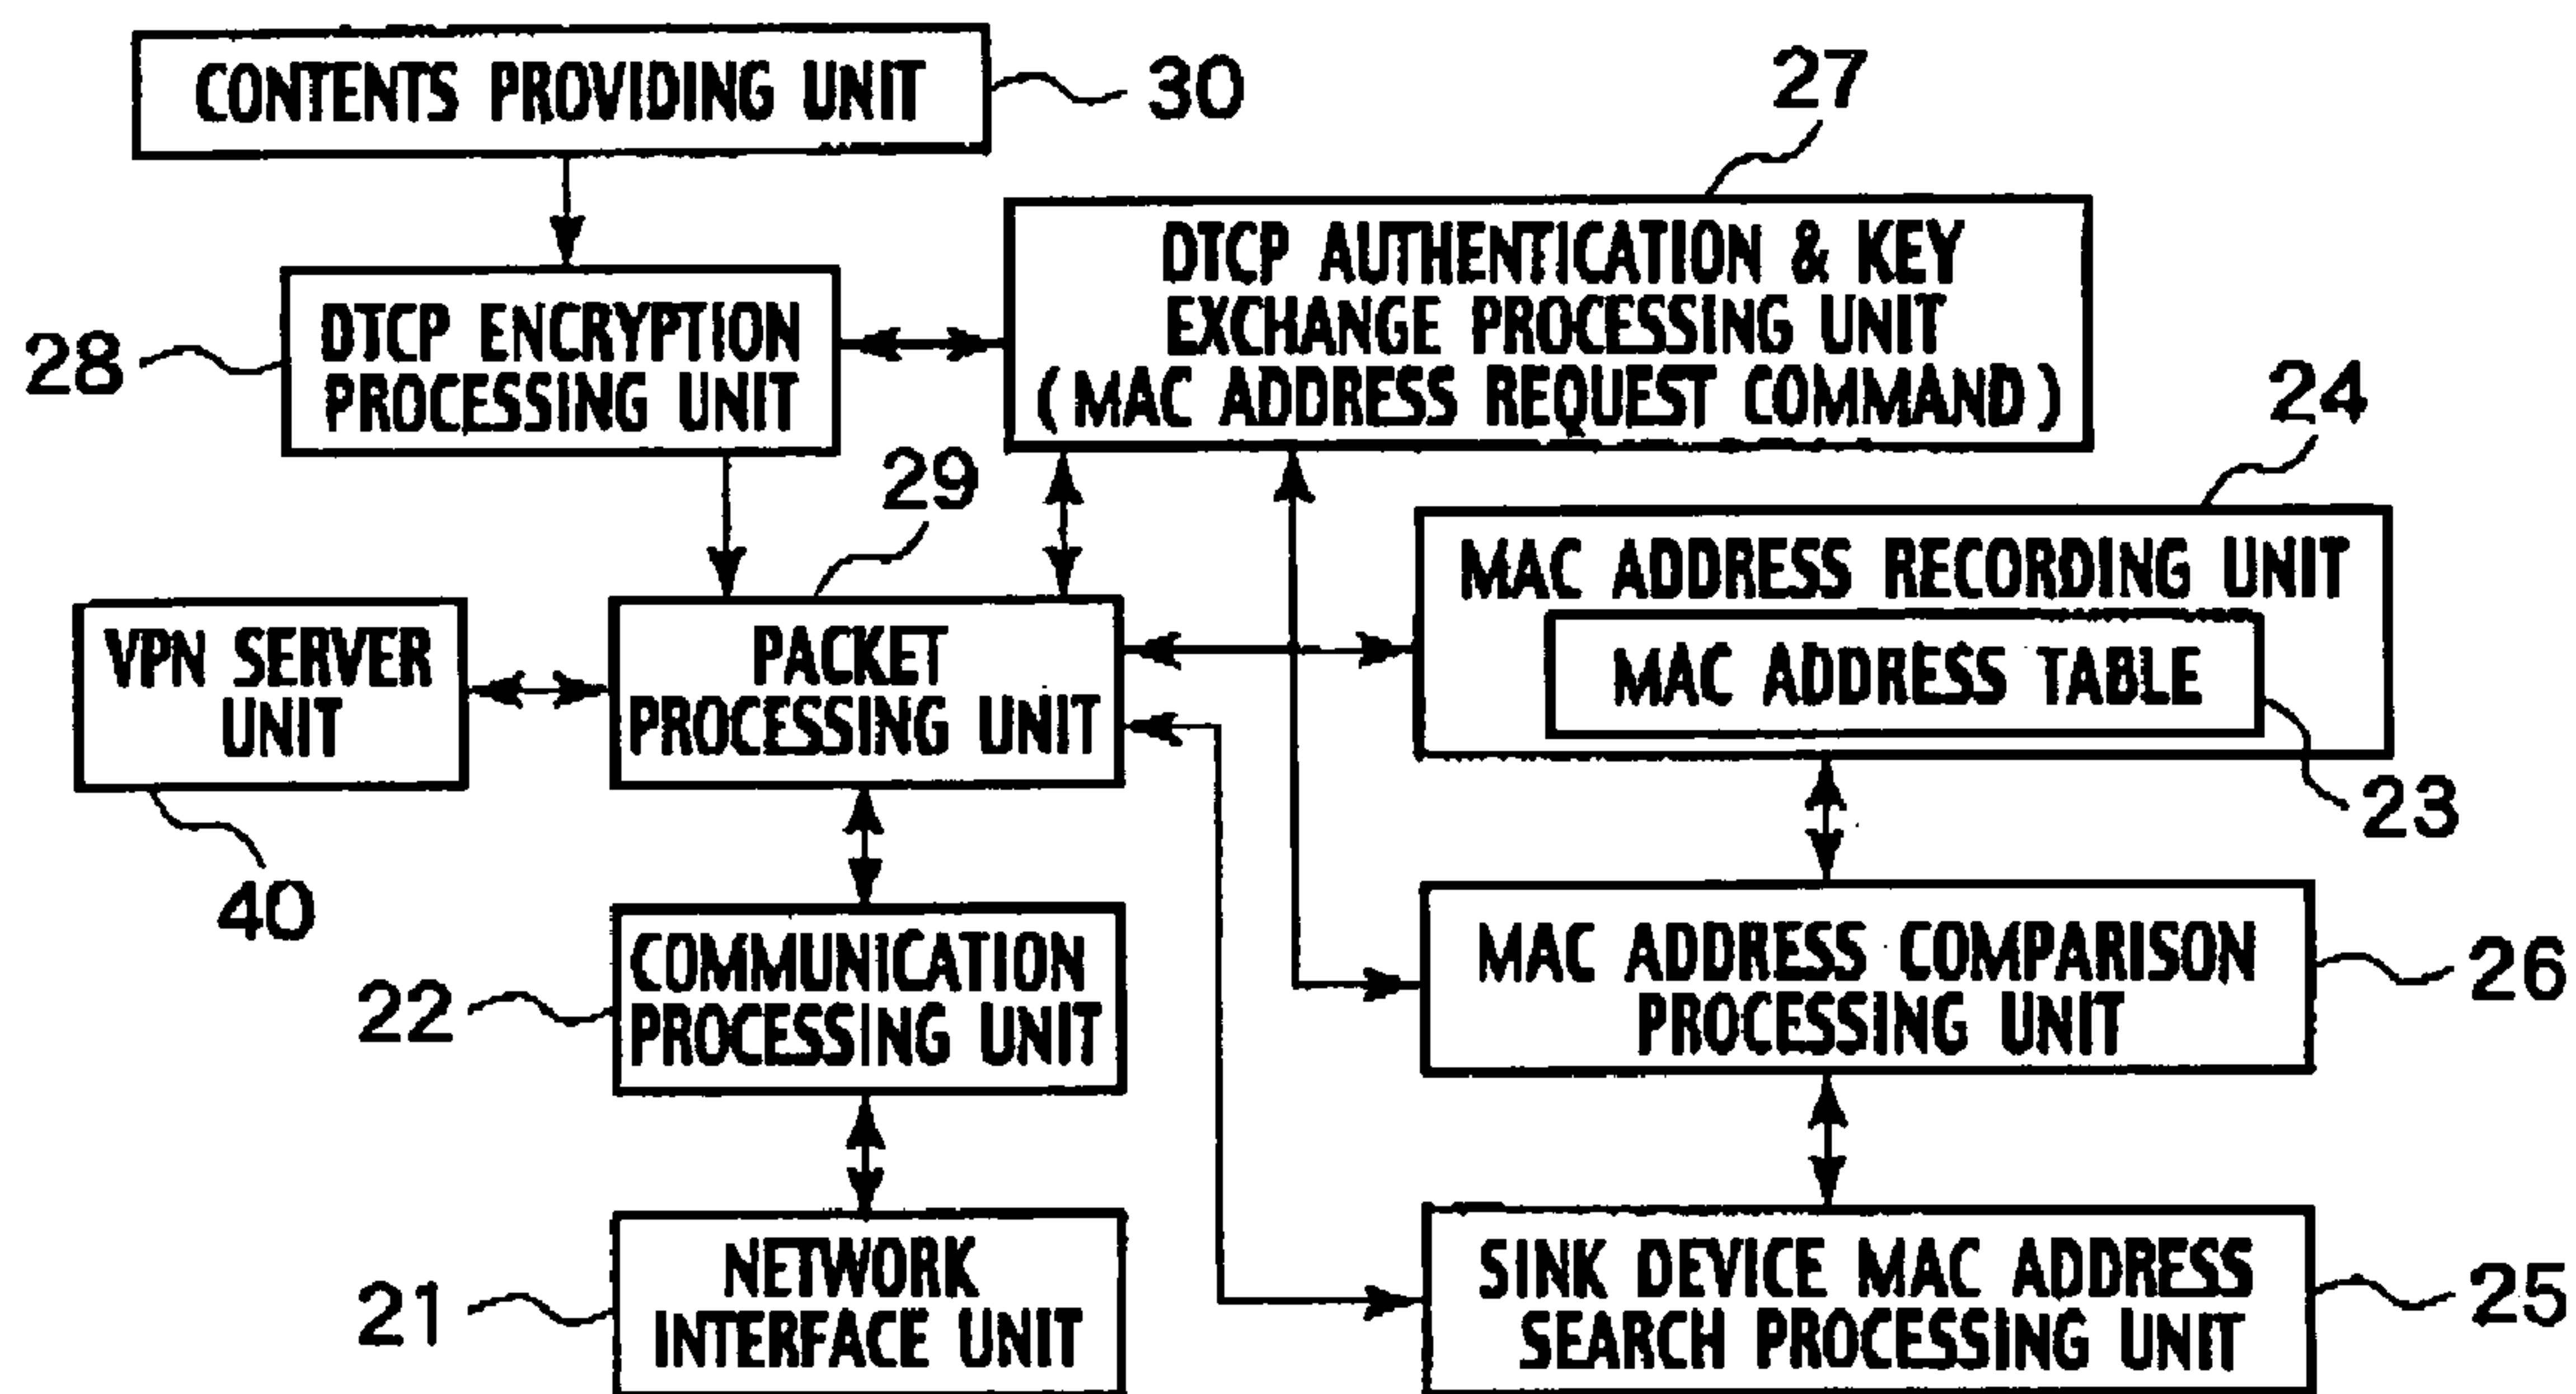 CONTENTS PROVIDING UNIT
30
27
DTCP AUTHENTICATION & KEY
EXCHANGE PROCESSING UNIT
( MAC ADDRESS REQUEST COMMAND )
28
DTCP ENCRYPTION
PROCESSING UNIT
24
29
MAC ADDRESS RECORDING UNIT
MAC ADDRESS TABLE
23
VPN SERVER
UNIT
40
PACKET
PROCESSING UNIT
22
COMMUNICATION
PROCESSING UNIT
MAC ADDRESS COMPARISON
PROCESSING UNIT
26
21
NETWORK
INTERFACE UNIT
SINK DEVICE MAC ADDRESS
SEARCH PROCESSING UNIT
25